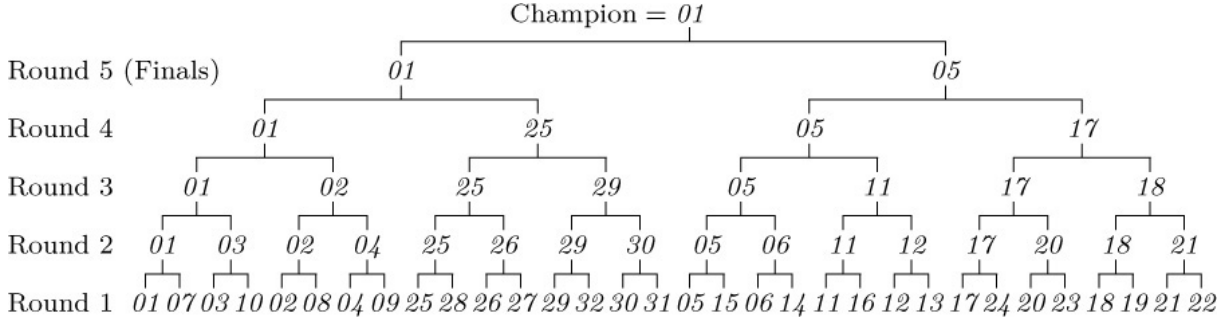 Champion = 01
Round 5 (Finals) 01 05
Round 4 01 25 05 17
Round 3 01 02 25 29 05 11 17 18
Round 2 01 03 02 04 25 26 29 30 05 06 11 12 17 20 18 21
Round 1 01 07 03 10 02 08 04 09 25 28 26 27 29 32 30 31 05 15 06 14 11 16 12 13 17 24 20 23 18 19 21 22